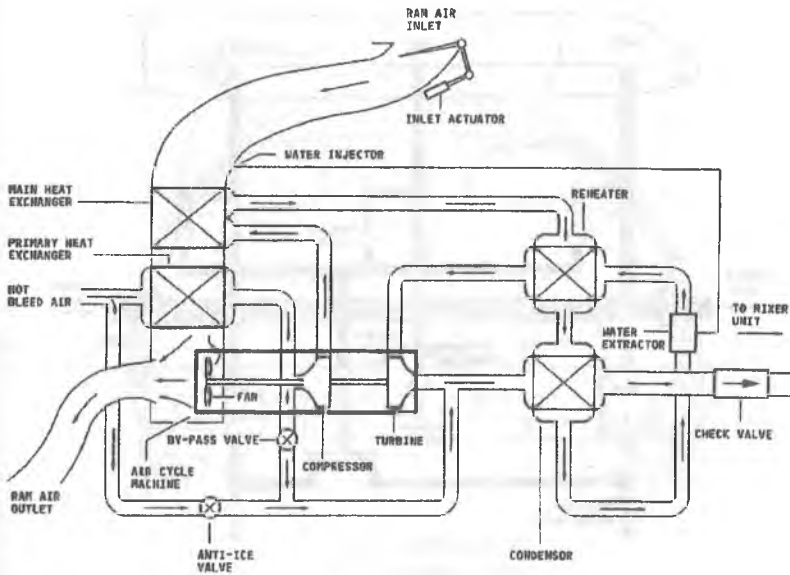 RAM AIR
INLET
INLET ACTUATOR
WATER INJECTOR
MAIN HEAT
EXCHANGER
REHEATER
PRIMARY HEAT
EXCHANGER
HOT
BLEED AIR
TO MIXER
UNIT
WATER
EXTRACTOR
FAN
BY-PASS VALVE
TURBINE
CHECK VALVE
COMPRESSOR
AIR CYCLE
MACHINE
RAM AIR
OUTLET
ANTI-ICE
VALVE
CONDENSOR